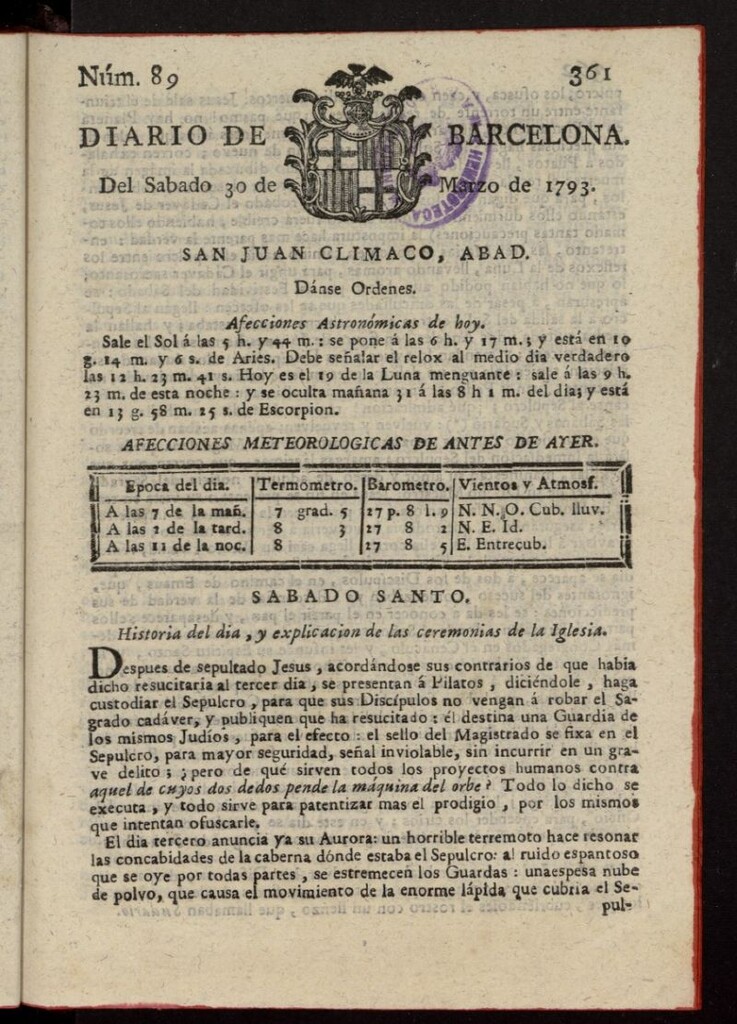 Núm. 89
361
DIARIO DE BARCELONA.
Del Sabado 30 de Marzo de 1793.
HEMEROTECA
SAN JUAN CLIMACO, ABAD.
Dánse Ordenes.
Afecciones Astronómicas de hoy.
Sale el Sol á las 5 h. y 44 m.: se pone á las 6 h. y 17 m.; y está en 10
g. 14 m. y 6 s. de Aries. Debe señalar el relox al medio dia verdadero
las 12 h. 23 m. 41 s. Hoy es el 19 de la Luna menguante: sale á las 9 h.
23 m. de esta noche: y se oculta mañana 31 á las 8 h 1 m. del dia; y está
en 13 g. 58 m. 25 s. de Escorpion.
AFECCIONES METEOROLOGICAS DE ANTES DE AYER.
Epoca del dia. Termometro. Barometro. Vientos y Atmosf.
A las 7 de la mañ. 7 grad. 5 27 p. 8 l. 9 N. N. O. Cub. lluv.
A las 2 de la tard. 8 3 27 8 2 N. E. Id.
A las 11 de la noc. 8 27 8 5 E. Entrecub.
SABADO SANTO.
Historia del dia, y explicacion de las ceremonias de la Iglesia.
Despues de sepultado Jesus, acordándose sus contrarios de que habia
dicho resucitaria al tercer dia, se presentan á Pilatos, diciéndole, haga
custodiar el Sepulcro, para que sus Discípulos no vengan á robar el Sa-
grado cadáver, y publiquen que ha resucitado: él destina una Guardia de
los mismos Judíos, para el efecto: el sello del Magistrado se fixa en el
Sepulcro, para mayor seguridad, señal inviolable, sin incurrir en un gra-
ve delito; ¿pero de qué sirven todos los proyectos humanos contra
aquel de cuyos dos dedos pende la máquina del orbe? Todo lo dicho se
executa, y todo sirve para patentizar mas el prodigio, por los mismos
que intentan ofuscarle.
El dia tercero anuncia ya su Aurora: un horrible terremoto hace resonar
las concabidades de la caberna dónde estaba el Sepulcro: al ruido espantoso
que se oye por todas partes, se estremecen los Guardas: unaespesa nube
de polvo, que causa el movimiento de la enorme lápida que cubria el Se-
pul-